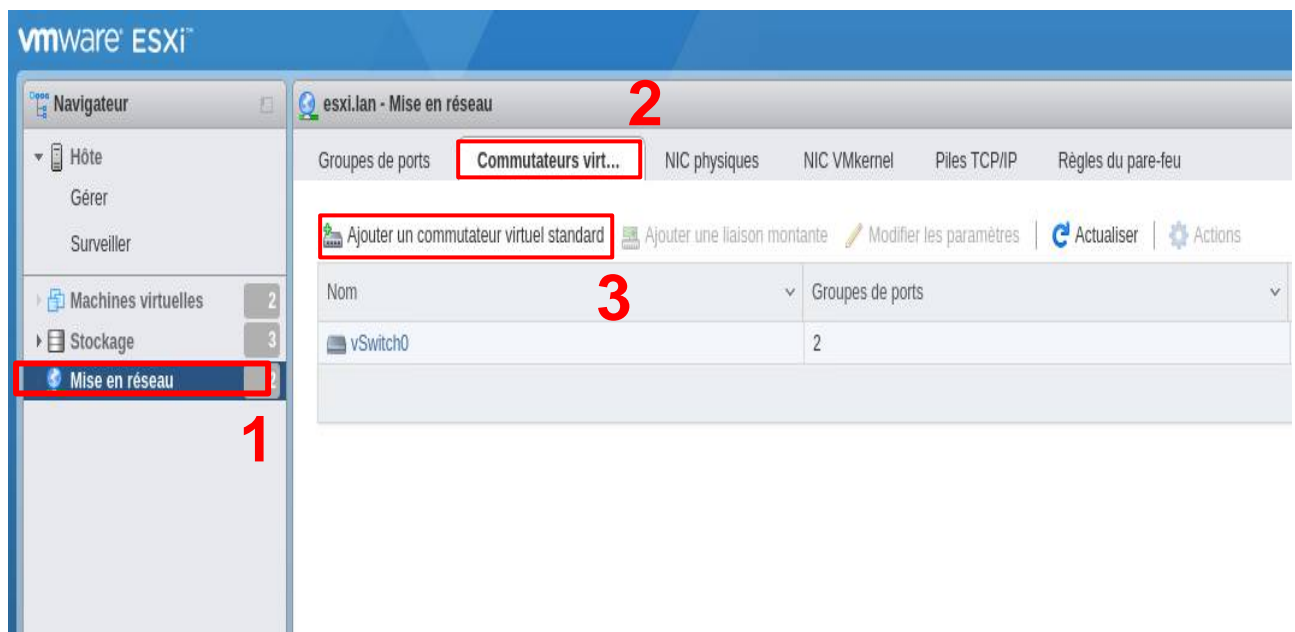 vmware ESXi™
Navigateur
esxi.lan - Mise en réseau
2
Hôte
Gérer
Surveiller
Machines virtuelles 2
Stockage 3
Mise en réseau 2
1
Groupes de ports Commutateurs virt... NIC physiques NIC VMkernel Piles TCP/IP Règles du pare-feu
Ajouter un commutateur virtuel standard Ajouter une liaison montante Modifier les paramètres Actualiser Actions
3
Nom Groupes de ports
vSwitch0 2